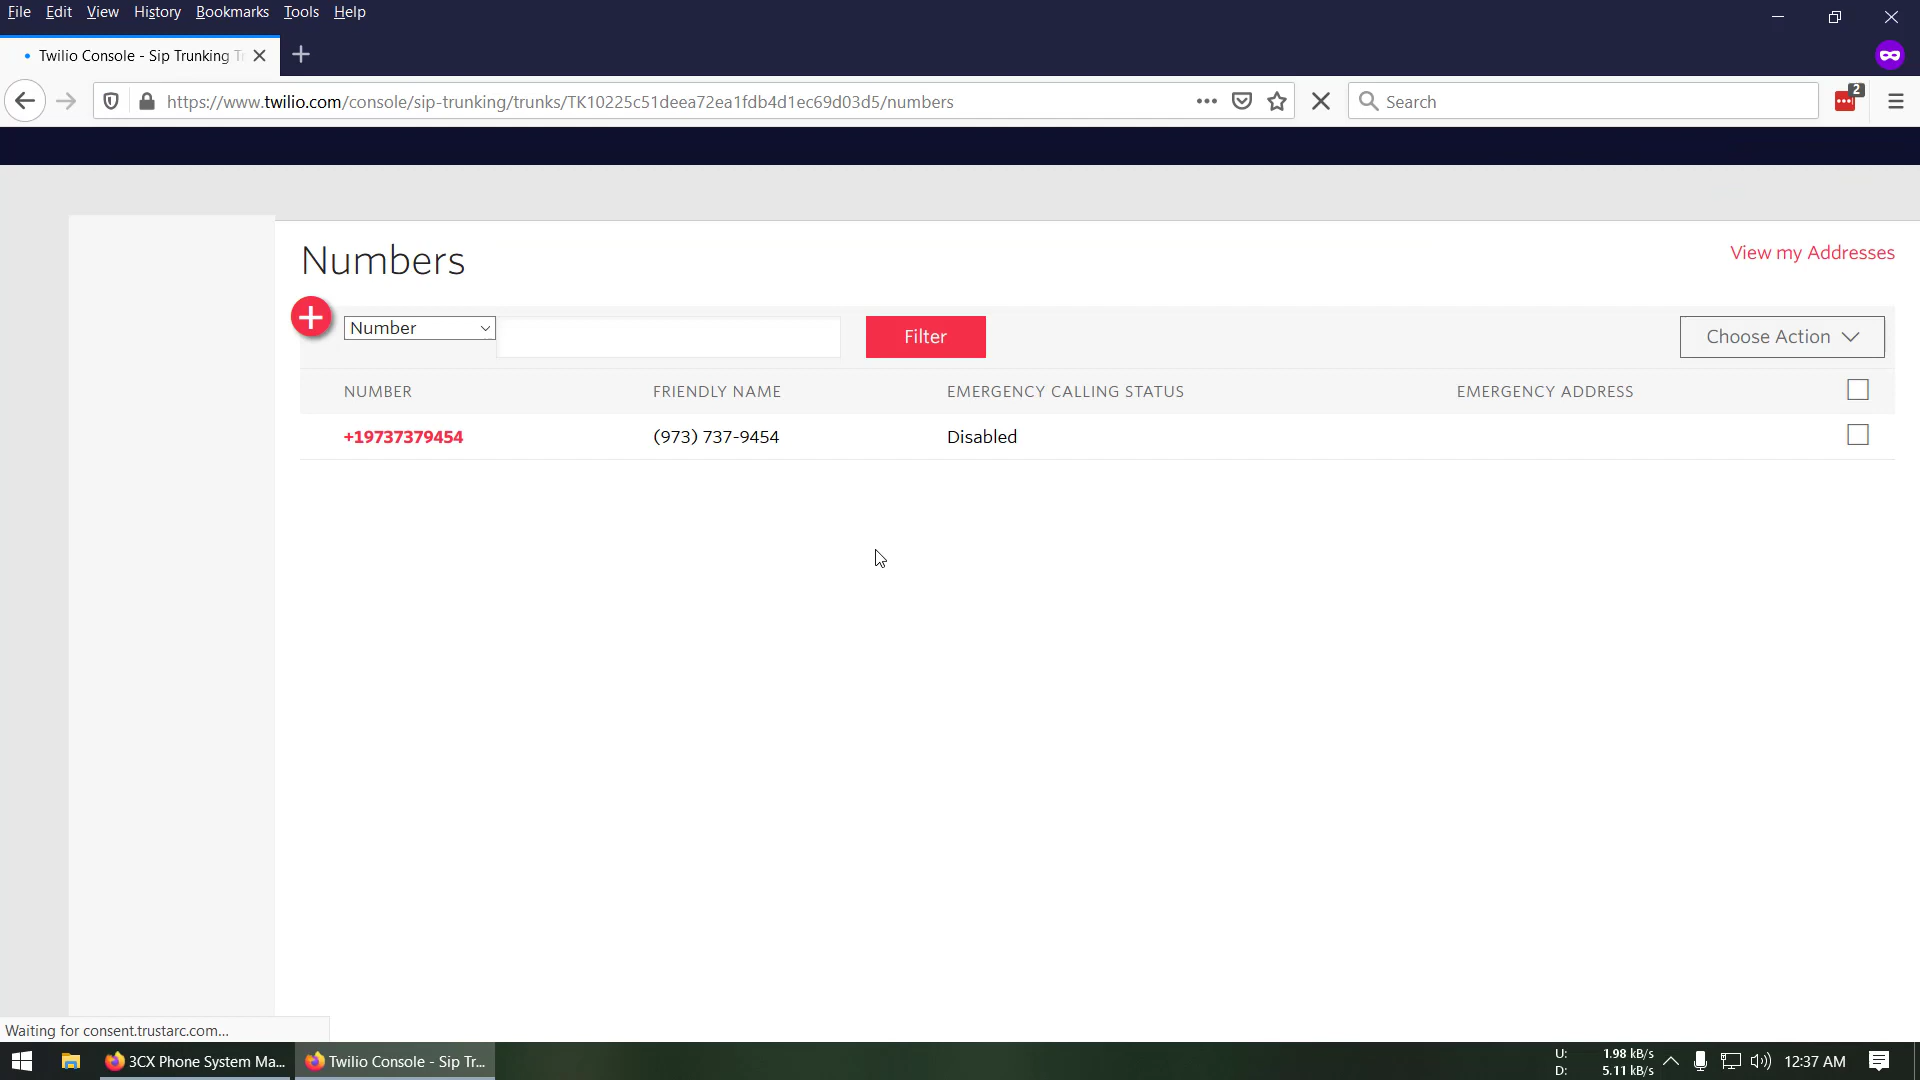 File Edit View History Bookmarks Tools Help
Twilio Console - Sip Trunking
https://www.twilio.com/console/sip-trunking/trunks/TK10225c51deea72ea1fdb4d1ec69d03d5/numbers
Search
2
Numbers
View my Addresses
Number
Filter
Choose Action
NUMBER FRIENDLY NAME EMERGENCY CALLING STATUS EMERGENCY ADDRESS
+19737379454 (973) 737-9454 Disabled
Waiting for consent.trustarc.com...
3CX Phone System Ma...
Twilio Console - Sip Tr...
U: 1.98 kB/s
D: 5.11 kB/s
12:37 AM